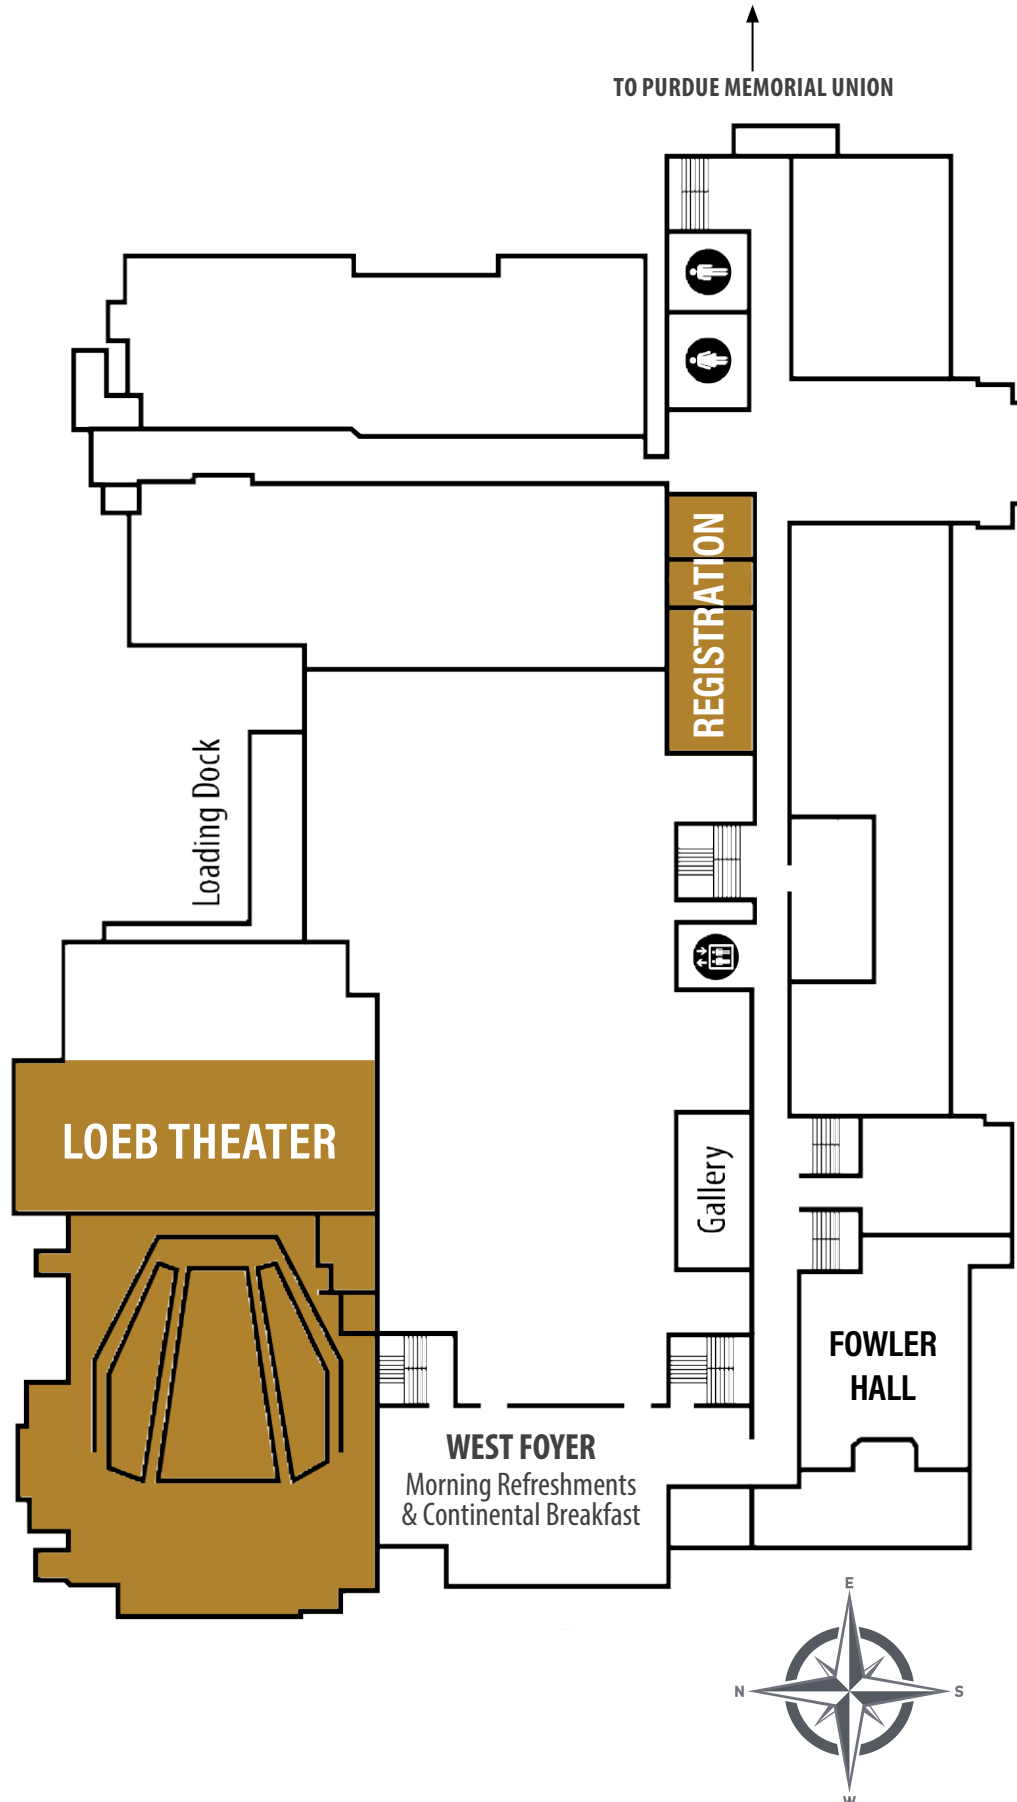 TO PURDUE MEMORIAL UNION
REGISTRATION
Loading Dock
LOEB THEATER
Gallery
FOWLER
HALL
WEST FOYER
Morning Refreshments
& Continental Breakfast
E
N
S
W